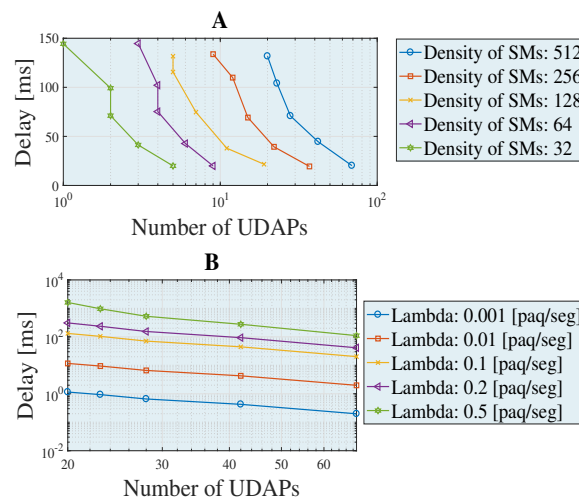 A
Delay [ms]
150
100
50
0
10^0
10^1
10^2
Number of UDAPs
Density of SMs: 512
Density of SMs: 256
Density of SMs: 128
Density of SMs: 64
Density of SMs: 32
B
Delay [ms]
10^4
10^2
10^0
10^-2
20
30
40
50
60
Number of UDAPs
Lambda: 0.001 [paq/seg]
Lambda: 0.01 [paq/seg]
Lambda: 0.1 [paq/seg]
Lambda: 0.2 [paq/seg]
Lambda: 0.5 [paq/seg]